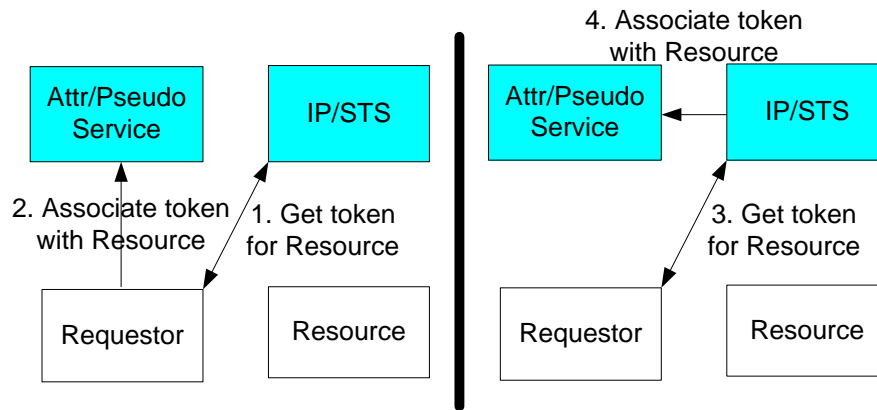 Attr/Pseudo
Service
IP/STS
2. Associate token
with Resource
1. Get token
for Resource
Requestor
Resource
4. Associate token
with Resource
Attr/Pseudo
Service
IP/STS
3. Get token
for Resource
Requestor
Resource